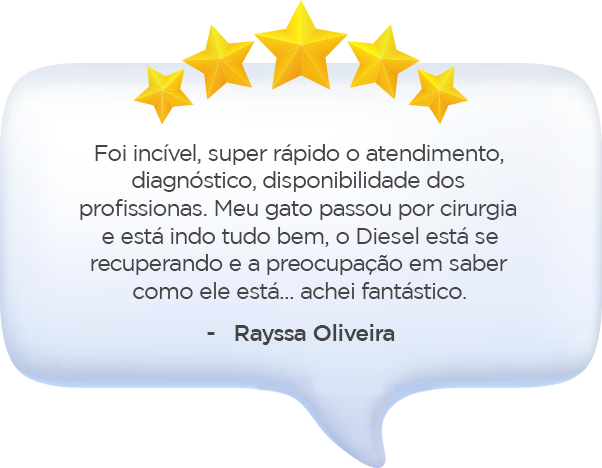 Foi incível, super rápido o atendimento,
diagnóstico, disponibilidade dos
profissionas. Meu gato passou por cirurgia
e está indo tudo bem, o Diesel está se
recuperando e a preocupação em saber
como ele está... achei fantástico.
- Rayssa Oliveira